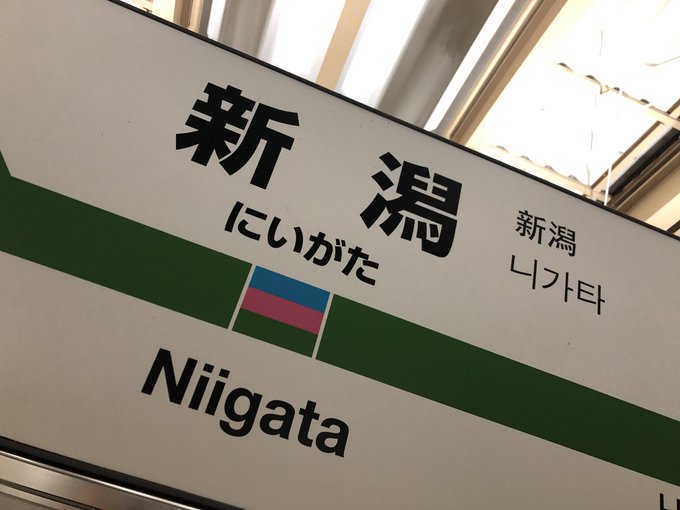 新潟
にいがた
新潟
니가타
Niigata